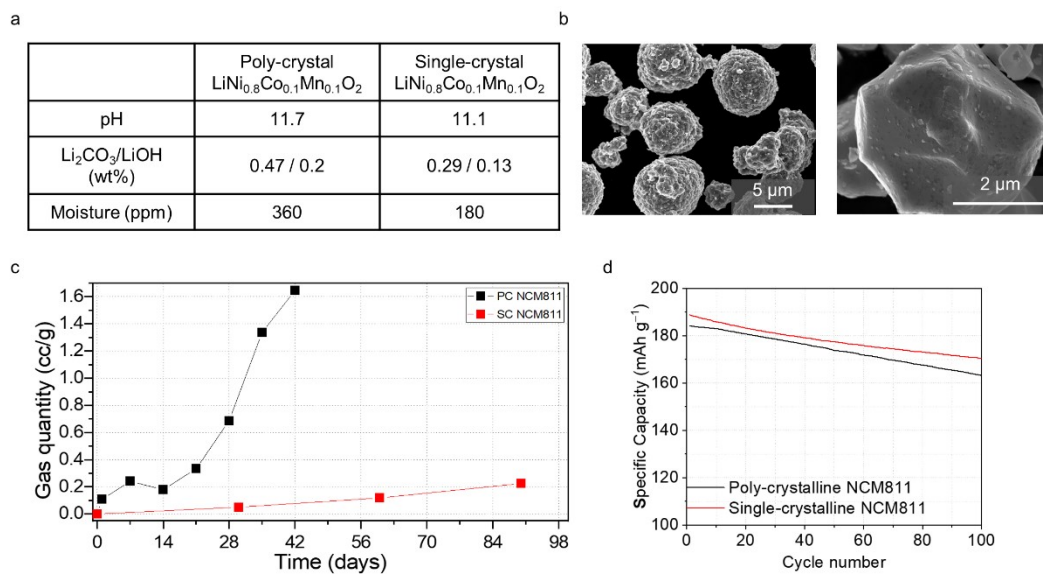 a
Poly-crystal Single-crystal
LiNi0.8Co0.1Mn0.1O2 LiNi0.8Co0.1Mn0.1O2
pH 11.7 11.1
Li2CO3/LiOH
(wt%) 0.47 / 0.2 0.29 / 0.13
Moisture (ppm) 360 180
b
5 μm
2 μm
c
Gas quantity (cc/g)
1.6
1.4
1.2
1.0
0.8
0.6
0.4
0.2
0.0
PC NCM811
SC NCM811
0 14 28 42 56 70 84 98
Time (days)
d
Specific Capacity (mAh g−1)
200
180
160
140
120
100
Poly-crystalline NCM811
Single-crystalline NCM811
20 40 60 80 100
Cycle number